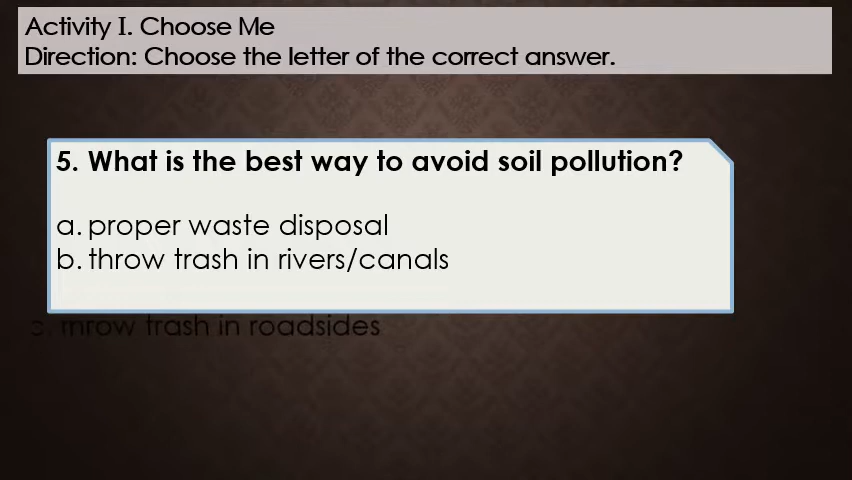 Activity I. Choose Me
Direction: Choose the letter of the correct answer.
5. What is the best way to avoid soil pollution?
a. proper waste disposal
b. throw trash in rivers/canals
c. throw trash in roadsides